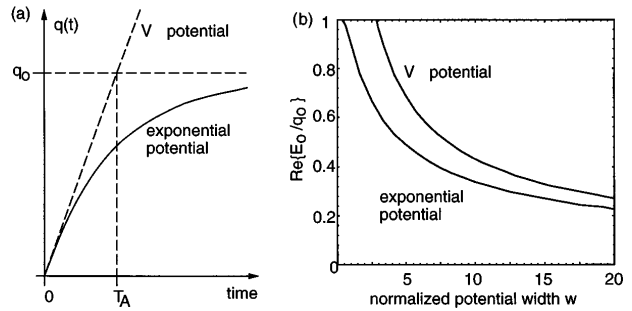 (a)
q(t)
V potential
q₀
exponential
potential
0
T_A
time
(b)
1
0.8
0.6
0.4
0.2
0
Re{E₀/q₀}
V potential
exponential
potential
5
10
15
20
normalized potential width w